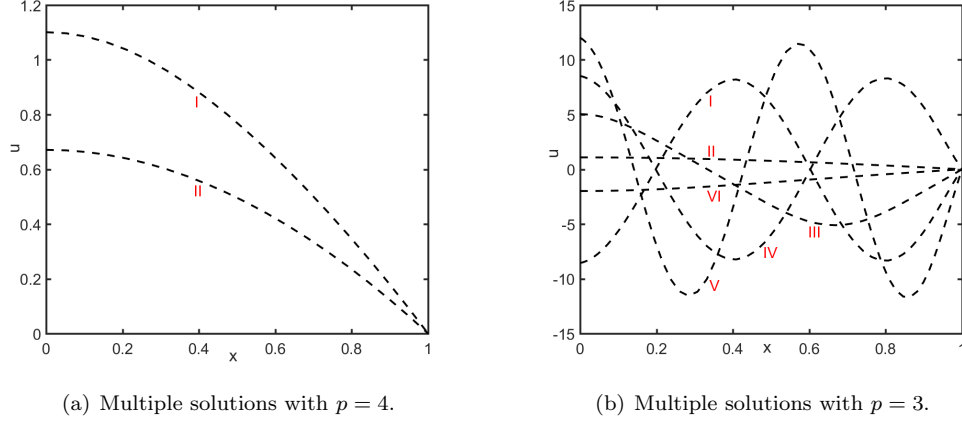 1.2
1
0.8
0.6
0.4
0.2
0
u
I
II
0 0.2 0.4 0.6 0.8 1
x
15
10
5
0
-5
-10
-15
u
I
II
VI
III
IV
V
0 0.2 0.4 0.6 0.8 1
x
(a) Multiple solutions with p = 4.
(b) Multiple solutions with p = 3.